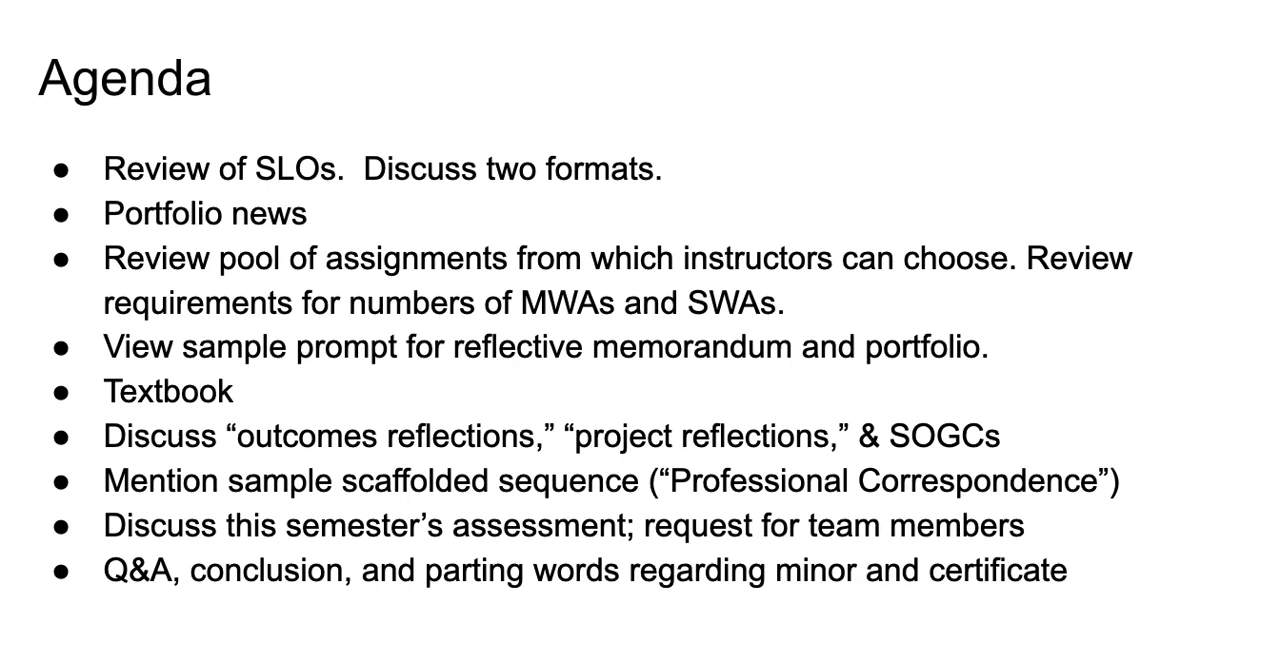 Agenda
● Review of SLOs.  Discuss two formats.
● Portfolio news
● Review pool of assignments from which instructors can choose. Review
requirements for numbers of MWAs and SWAs.
● View sample prompt for reflective memorandum and portfolio.
● Textbook
● Discuss “outcomes reflections,” “project reflections,” & SOGCs
● Mention sample scaffolded sequence (“Professional Correspondence”)
● Discuss this semester’s assessment; request for team members
● Q&A, conclusion, and parting words regarding minor and certificate